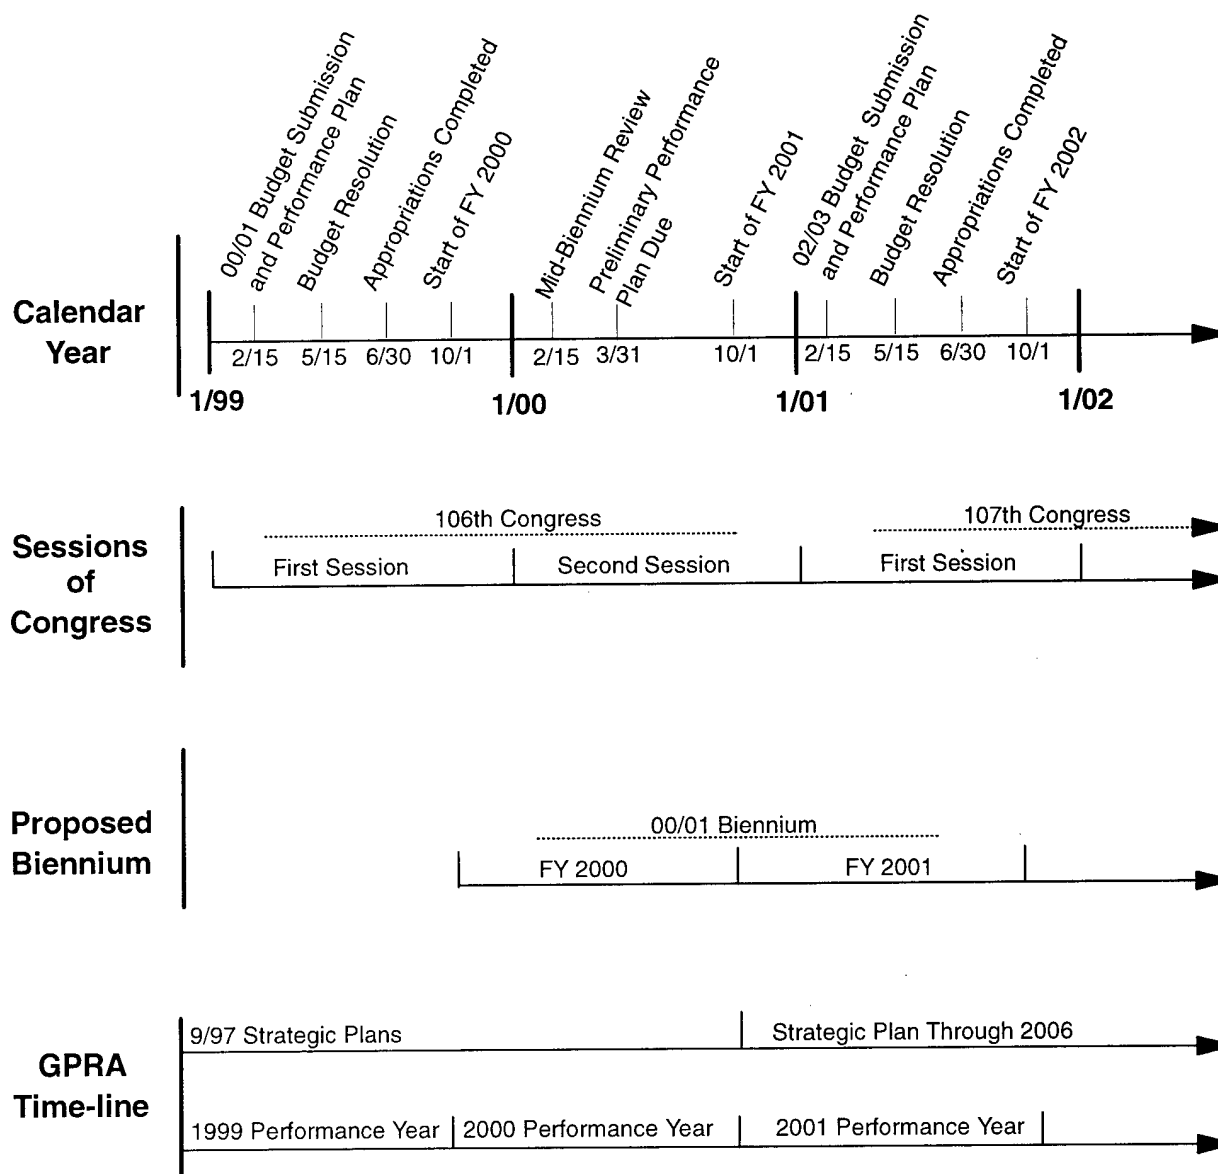 00/01 Budget Submission
and Performance Plan
Budget Resolution
Appropriations Completed
Start of FY 2000
Mid-Biennium Review
Preliminary Performance
Plan Due
Start of FY 2001
02/03 Budget Submission
and Performance Plan
Budget Resolution
Appropriations Completed
Start of FY 2002
Calendar
Year
2/15 5/15 6/30 10/1 2/15 3/31 10/1 2/15 5/15 6/30 10/1
1/99 1/00 1/01 1/02
Sessions
of
Congress
106th Congress 107th Congress
First Session Second Session First Session
Proposed
Biennium
00/01 Biennium
FY 2000 FY 2001
GPRA
Time-line
9/97 Strategic Plans Strategic Plan Through 2006
1999 Performance Year 2000 Performance Year 2001 Performance Year